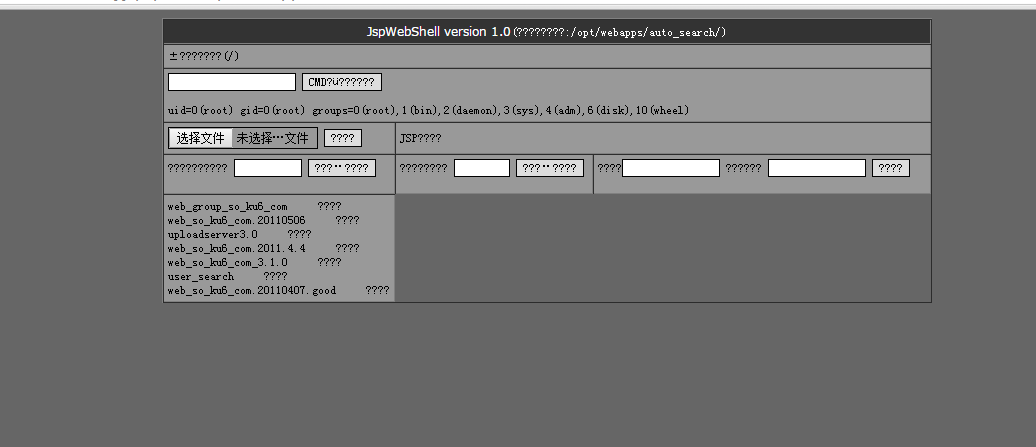 JspWebShell version 1.0(????????:/opt/webapps/auto_search/)
±???????(/)
CMD?ü??????
uid=0(root) gid=0(root) groups=0(root),1(bin),2(daemon),3(sys),4(adm),6(disk),10(wheel)
选择文件 未选择…文件 ????
JSP????
?????????? ???¨????
???????? ???¨????
???? ?????? ????
web_group_so_ku6_com ????
web_so_ku6_com.20110506 ????
uploadserver3.0 ????
web_so_ku6_com.2011.4.4 ????
web_so_ku6_com_3.1.0 ????
user_search ????
web_so_ku6_com.20110407.good ????